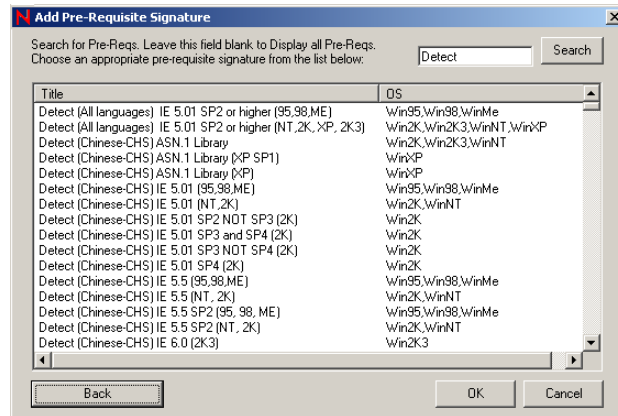 Add Pre-Requisite Signature
Search for Pre-Reqs. Leave this field blank to Display all Pre-Reqs.
Choose an appropriate pre-requisite signature from the list below:
Detect
Search
Title OS
Detect (All languages) IE 5.01 SP2 or higher (95,98,ME) Win95,Win98,WinMe
Detect (All languages) IE 5.01 SP2 or higher (NT,2K, XP, 2K3) Win2K,Win2K3,WinNT,WinXP
Detect (Chinese-CHS) ASN.1 Library Win2K,Win2K3,WinNT
Detect (Chinese-CHS) ASN.1 Library (XP SP1) WinXP
Detect (Chinese-CHS) ASN.1 Library (XP) WinXP
Detect (Chinese-CHS) IE 5.01 (95,98,ME) Win95,Win98,WinMe
Detect (Chinese-CHS) IE 5.01 (NT,2K) Win2K,WinNT
Detect (Chinese-CHS) IE 5.01 SP2 NOT SP3 (2K) Win2K
Detect (Chinese-CHS) IE 5.01 SP3 and SP4 (2K) Win2K
Detect (Chinese-CHS) IE 5.01 SP3 NOT SP4 (2K) Win2K
Detect (Chinese-CHS) IE 5.01 SP4 (2K) Win2K
Detect (Chinese-CHS) IE 5.5 (95,98,ME) Win95,Win98,WinMe
Detect (Chinese-CHS) IE 5.5 (NT, 2K) Win2K,WinNT
Detect (Chinese-CHS) IE 5.5 SP2 (95, 98, ME) Win95,Win98,WinMe
Detect (Chinese-CHS) IE 5.5 SP2 (NT, 2K) Win2K,WinNT
Detect (Chinese-CHS) IE 6.0 (2K3) Win2K3
Back OK Cancel